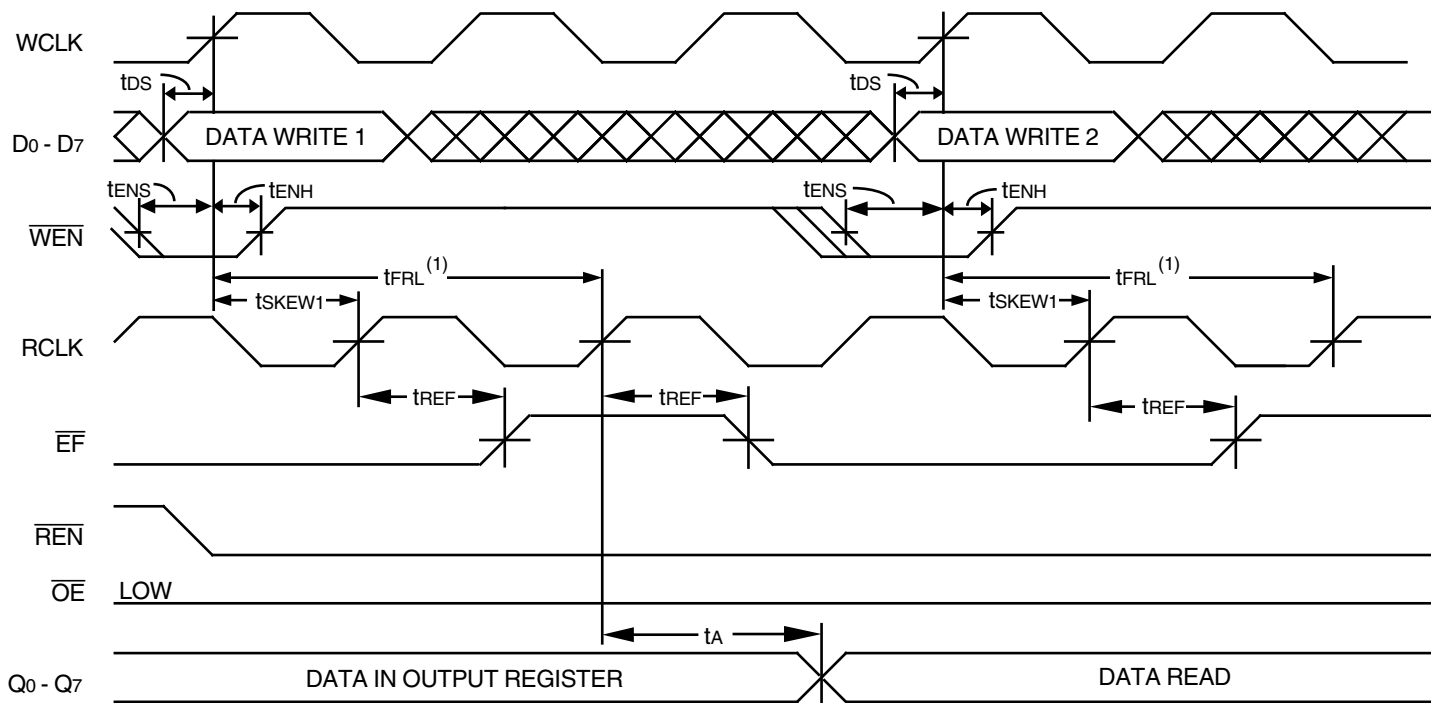 WCLK
tDS tDS
D0 - D7 DATA WRITE 1 DATA WRITE 2
tENS tENH tENS tENH
WEN
tFRL(1) tFRL(1)
tSKEW1 tSKEW1
RCLK
tREF tREF tREF
EF
REN
OE LOW
tA
Q0 - Q7 DATA IN OUTPUT REGISTER DATA READ